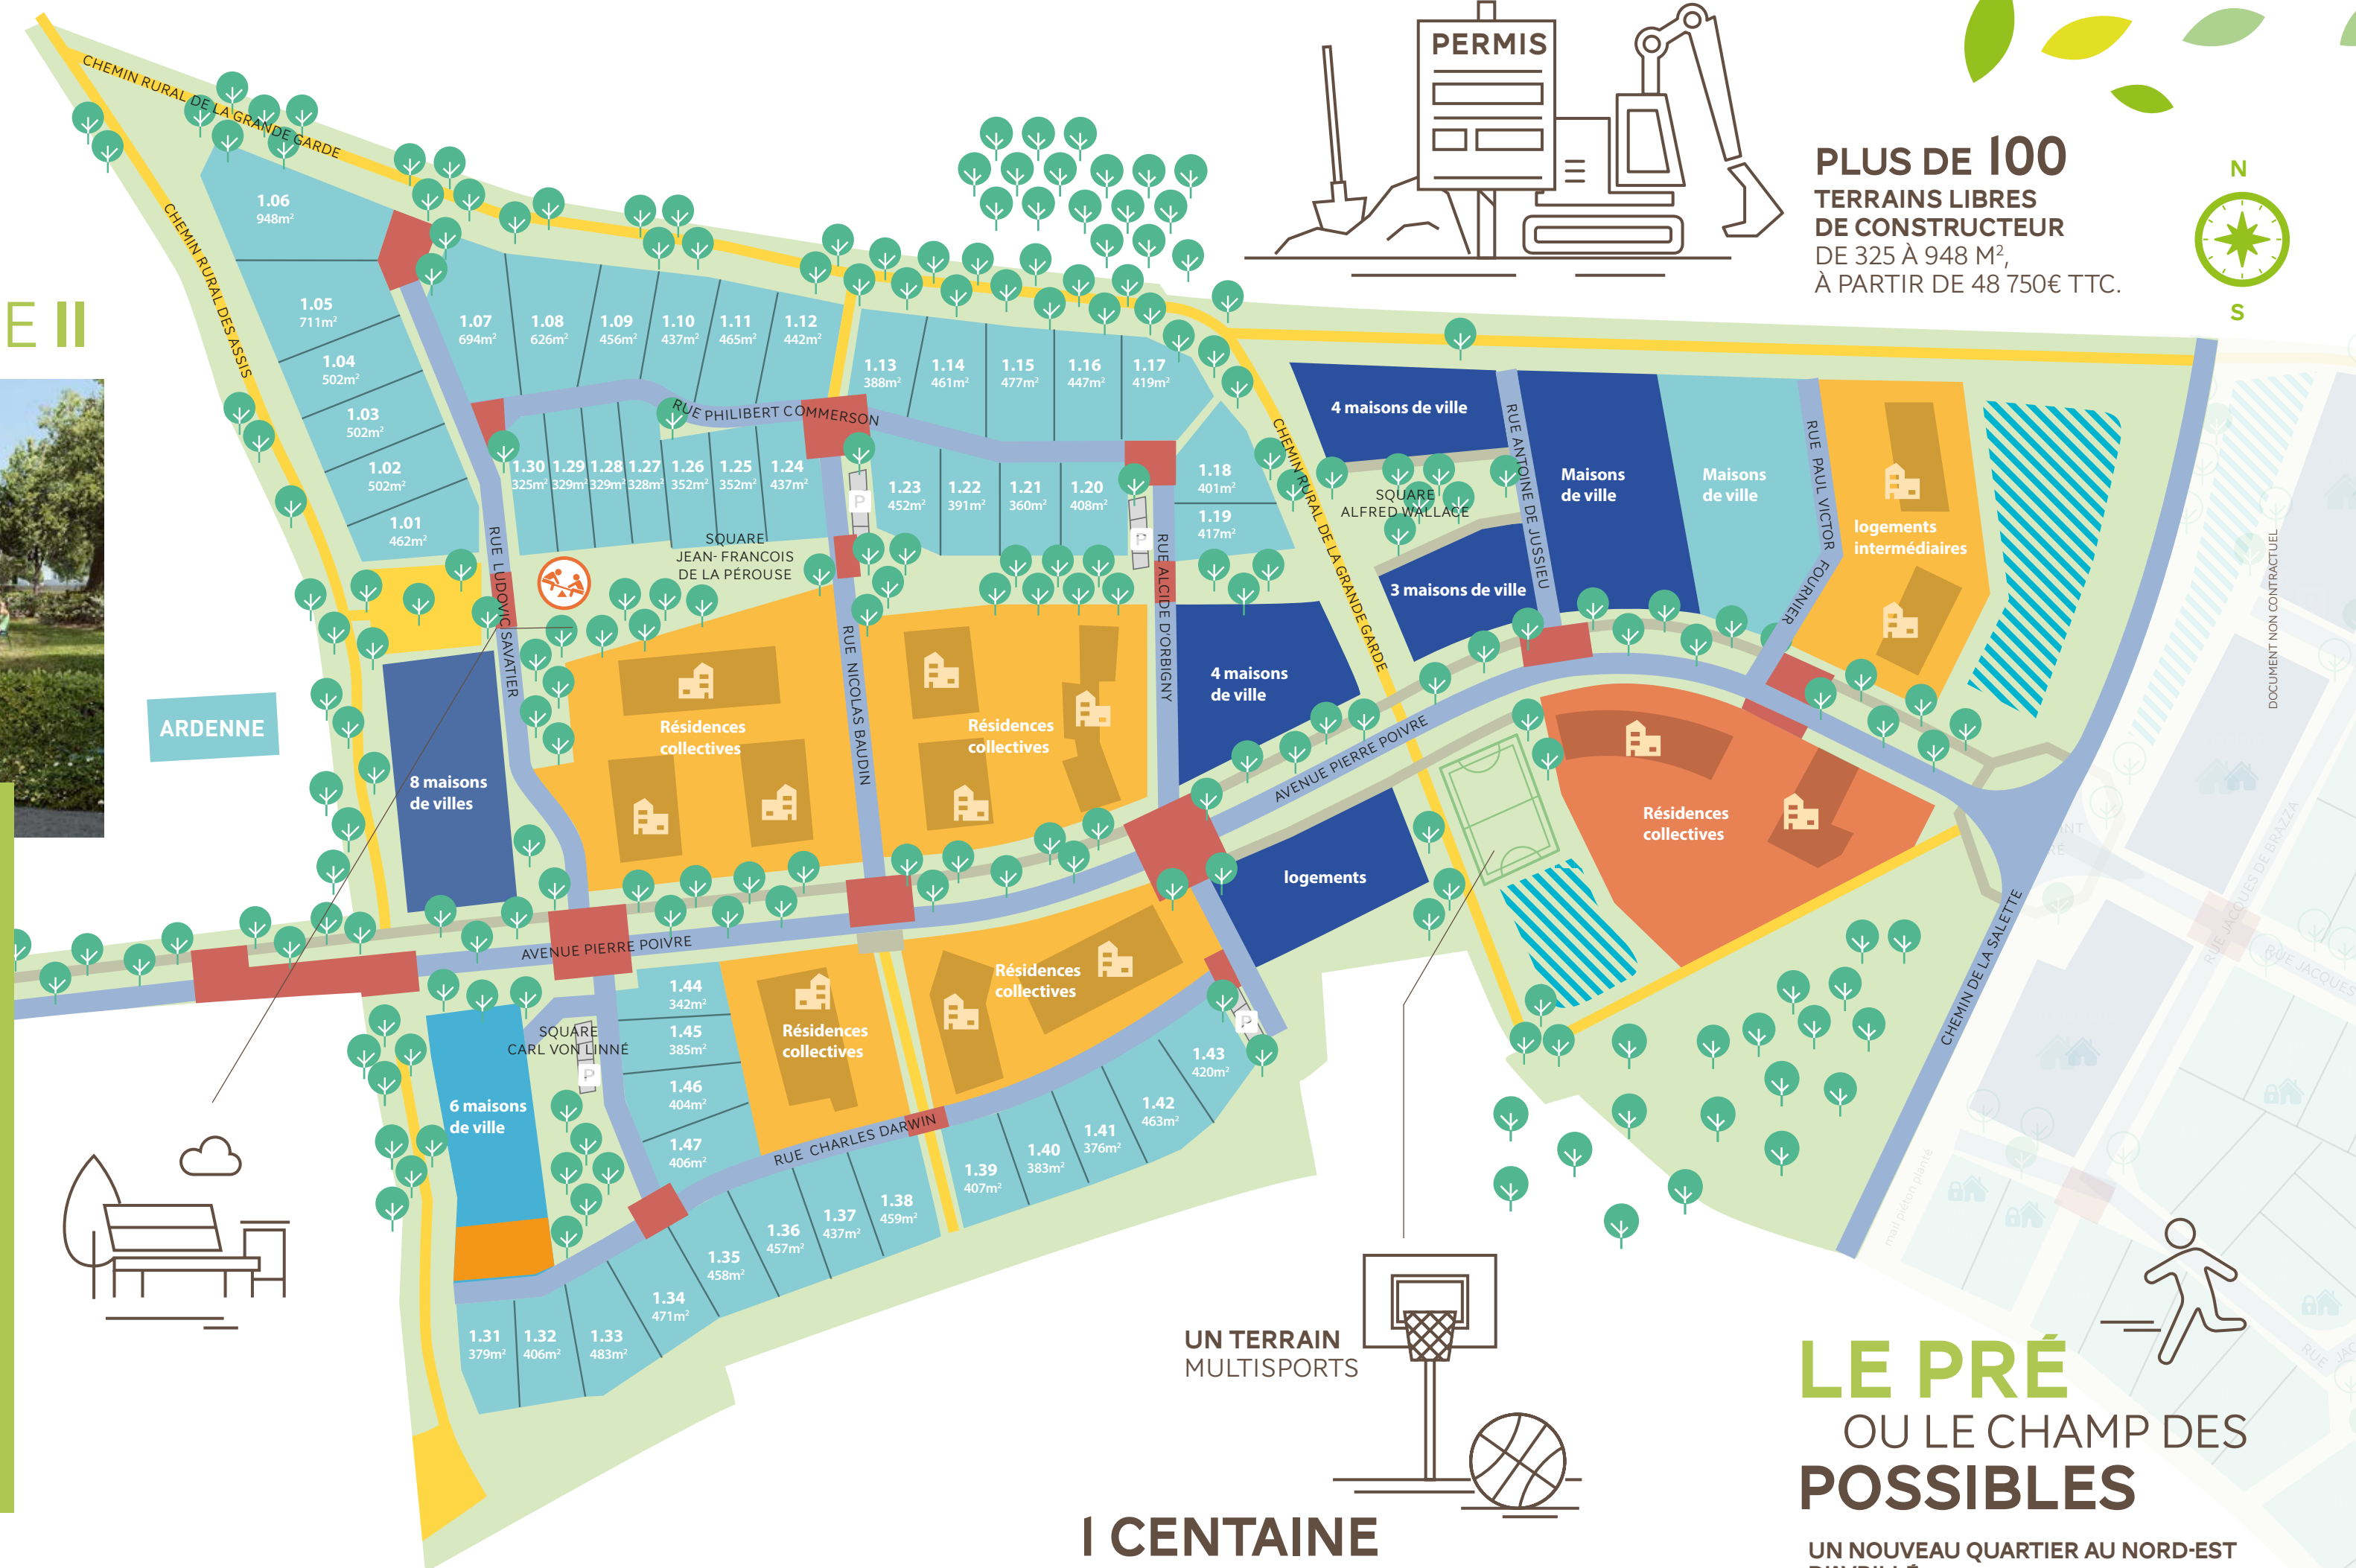 E II
PERMIS
PLUS DE 100
TERRAINS LIBRES
DE CONSTRUCTEUR
DE 325 À 948 M²,
À PARTIR DE 48 750€ TTC.
N
S
CHEMIN RURAL DE LA GRANDE GARDE
CHEMIN RURAL DES ASSIS
1.06
948m²
1.05
711m²
1.04
502m²
1.03
502m²
1.02
502m²
1.01
462m²
1.07
694m²
1.08
626m²
1.09
456m²
1.10
437m²
1.11
465m²
1.12
442m²
1.13
388m²
1.14
461m²
1.15
477m²
1.16
447m²
1.17
419m²
RUE PHILIBERT COMMERSON
1.30
325m²
1.29
329m²
1.28
329m²
1.27
328m²
1.26
352m²
1.25
352m²
1.24
437m²
P
1.23
452m²
1.22
391m²
1.21
360m²
1.20
408m²
P
1.18
401m²
1.19
417m²
CHEMIN RURAL DE LA GRANDE GARDE
4 maisons de ville
SQUARE
ALFRED WALLACE
3 maisons de ville
RUE ANTOINE DE JUSSIEU
Maisons
de ville
Maisons
de ville
RUE PAUL VICTOR FOURNIER
logements
intermédiaires
DOCUMENT NON CONTRACTUEL
SQUARE
JEAN-FRANCOIS
DE LA PÉROUSE
RUE LUDOVIC SAVATIER
RUE NICOLAS BAUDIN
RUE ALCIDE D'ORBIGNY
ARDENNE
8 maisons
de villes
Résidences
collectives
Résidences
collectives
4 maisons
de ville
AVENUE PIERRE POIVRE
logements
Résidences
collectives
AVENUE PIERRE POIVRE
SQUARE
CARL VON LINNÉ
P
6 maisons
de ville
1.44
342m²
1.45
385m²
1.46
404m²
1.47
406m²
Résidences
collectives
Résidences
collectives
P
RUE CHARLES DARWIN
1.43
420m²
1.42
463m²
1.41
376m²
1.40
383m²
1.39
407m²
1.38
459m²
1.37
437m²
1.36
457m²
1.35
458m²
1.34
471m²
1.33
483m²
1.32
406m²
1.31
379m²
CHEMIN DE LA SALETTE
RUE JACQUES DE BRAZZA
RUE JACQUES
mail piéton planté
UN TERRAIN
MULTISPORTS
1 CENTAINE
LE PRÉ
OU LE CHAMP DES
POSSIBLES
UN NOUVEAU QUARTIER AU NORD-EST